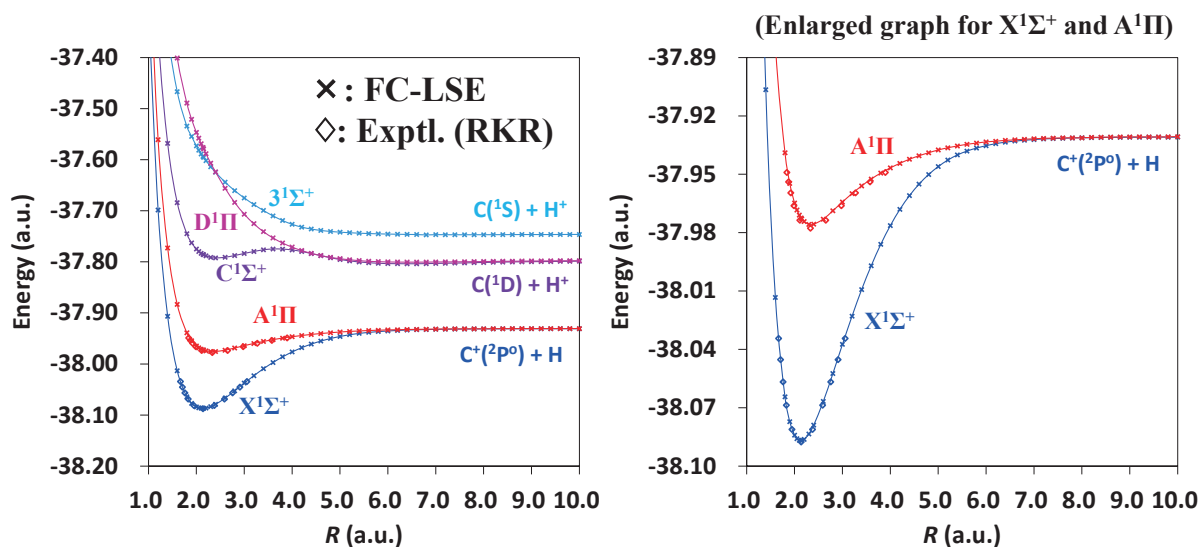 (Enlarged graph for X¹Σ⁺ and A¹Π)
-37.40
-37.50
-37.60
-37.70
-37.80
-37.90
-38.00
-38.10
-38.20
Energy (a.u.)
×: FC-LSE
◇: Exptl. (RKR)
3¹Σ⁺
D¹Π
C(¹S) + H⁺
C¹Σ⁺
C(¹D) + H⁺
A¹Π
C⁺(²Pᵒ) + H
X¹Σ⁺
1.0 2.0 3.0 4.0 5.0 6.0 7.0 8.0 9.0 10.0
R (a.u.)
-37.89
-37.92
-37.95
-37.98
-38.01
-38.04
-38.07
-38.10
Energy (a.u.)
A¹Π
C⁺(²Pᵒ) + H
X¹Σ⁺
1.0 2.0 3.0 4.0 5.0 6.0 7.0 8.0 9.0 10.0
R (a.u.)